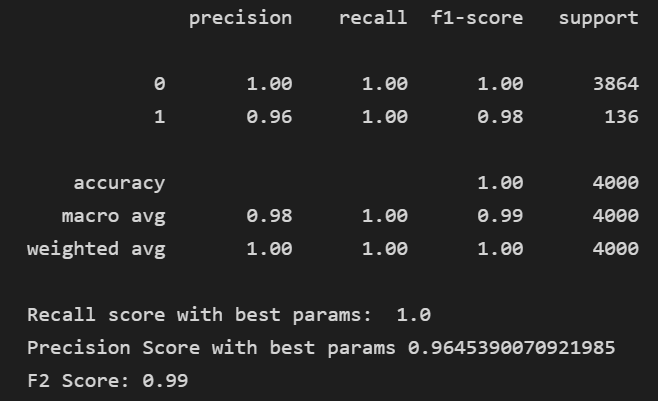 precision recall f1-score support
0 1.00 1.00 1.00 3864
1 0.96 1.00 0.98 136
accuracy 1.00 4000
macro avg 0.98 1.00 0.99 4000
weighted avg 1.00 1.00 1.00 4000
Recall score with best params: 1.0
Precision Score with best params 0.9645390070921985
F2 Score: 0.99